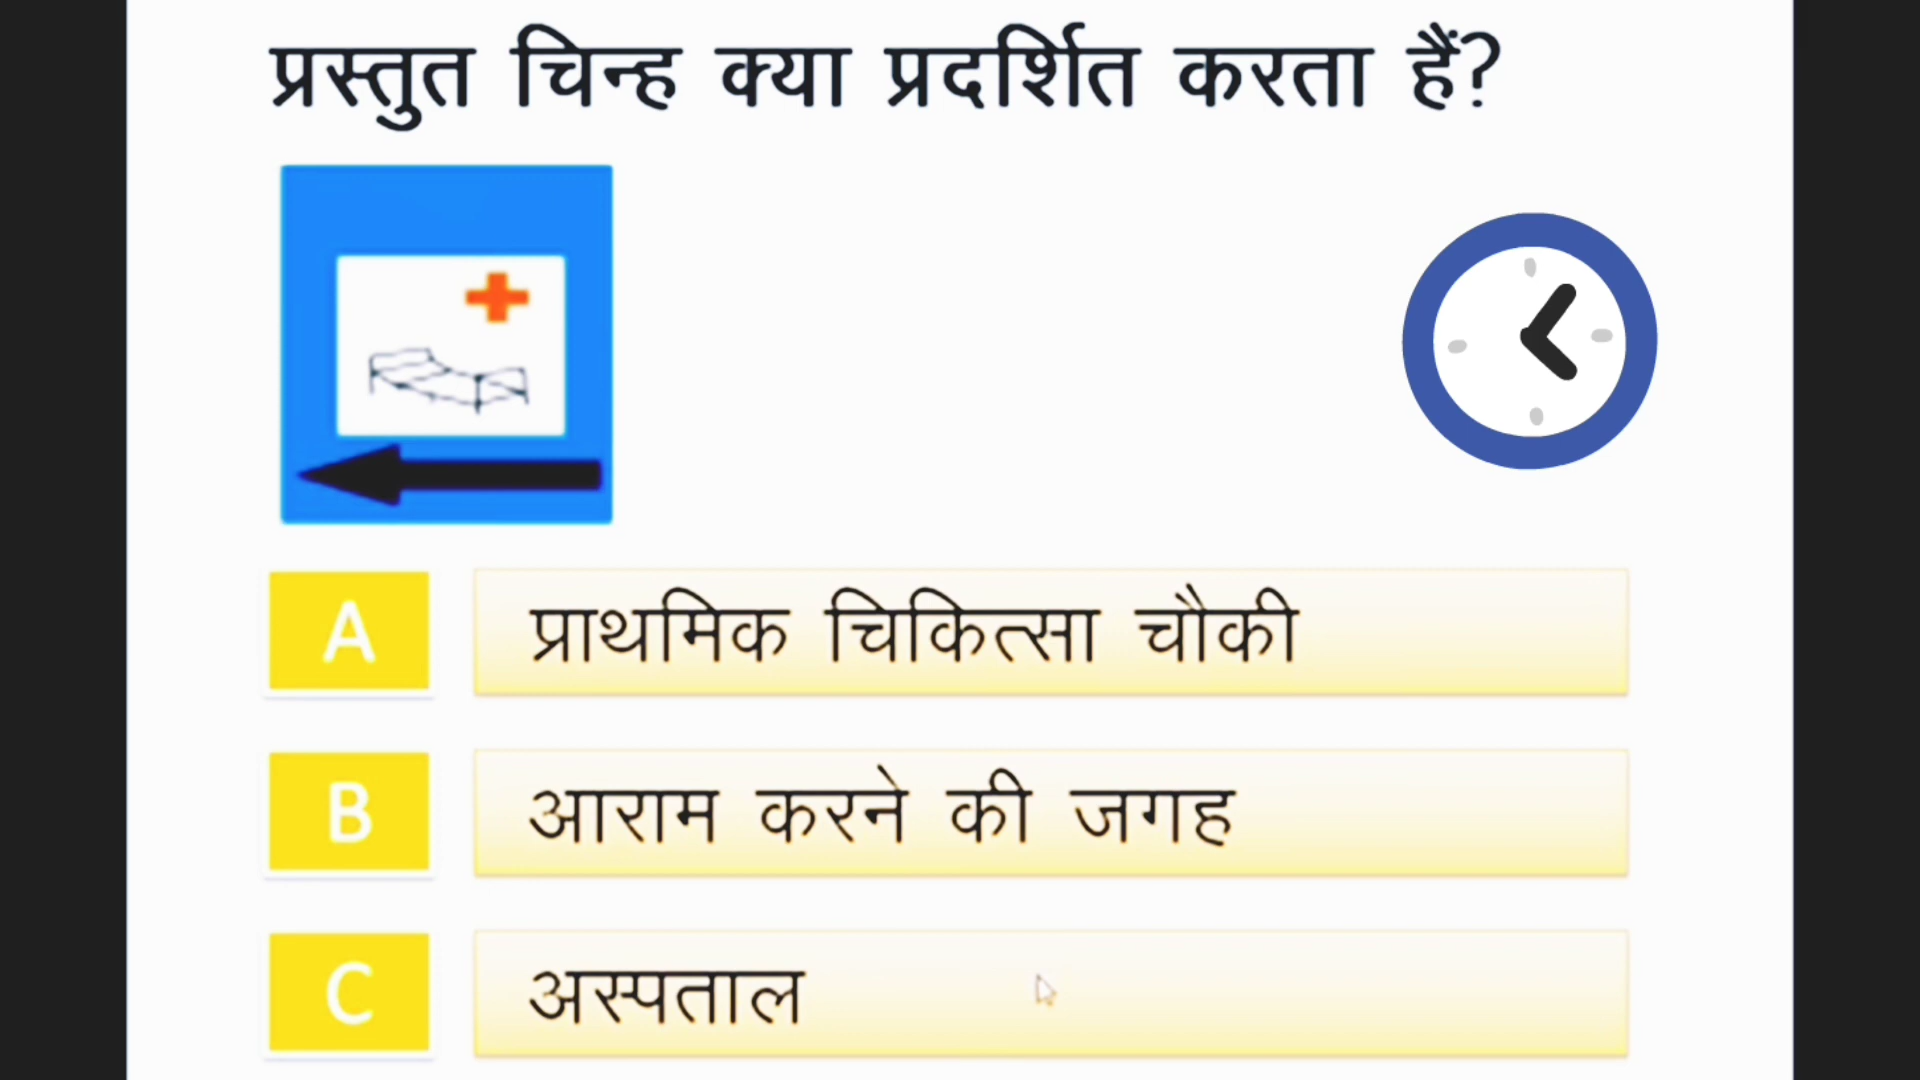 प्रस्तुत चिन्ह क्या प्रदर्शित करता हैं?
A प्राथमिक चिकित्सा चौकी
B आराम करने की जगह
C अस्पताल